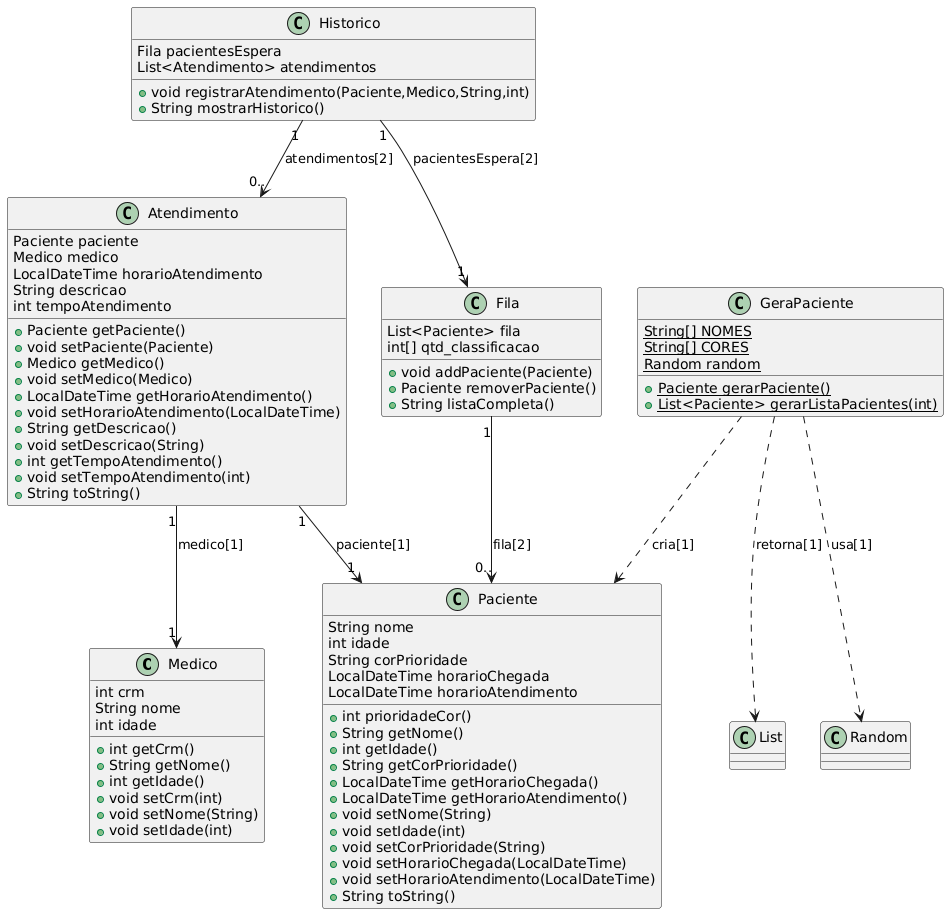 C Historico
Fila pacientesEspera
List<Atendimento> atendimentos
void registrarAtendimento(Paciente,Medico,String,int)
String mostrarHistorico()
1
1
atendimentos[2]
pacientesEspera[2]
0..
1
C Atendimento
Paciente paciente
Medico medico
LocalDateTime horarioAtendimento
String descricao
int tempoAtendimento
Paciente getPaciente()
void setPaciente(Paciente)
Medico getMedico()
void setMedico(Medico)
LocalDateTime getHorarioAtendimento()
void setHorarioAtendimento(LocalDateTime)
String getDescricao()
void setDescricao(String)
int getTempoAtendimento()
void setTempoAtendimento(int)
String toString()
C Fila
List<Paciente> fila
int[] qtd_classificacao
void addPaciente(Paciente)
Paciente removerPaciente()
String listaCompleta()
C GeraPaciente
String[] NOMES
String[] CORES
Random random
Paciente gerarPaciente()
List<Paciente> gerarListaPacientes(int)
1
1
1
medico[1]
paciente[1]
fila[2]
cria[1]
retorna[1]
usa[1]
1
1
0..
C Medico
int crm
String nome
int idade
int getCrm()
String getNome()
int getIdade()
void setCrm(int)
void setNome(String)
void setIdade(int)
C Paciente
String nome
int idade
String corPrioridade
LocalDateTime horarioChegada
LocalDateTime horarioAtendimento
int prioridadeCor()
String getNome()
int getIdade()
String getCorPrioridade()
LocalDateTime getHorarioChegada()
LocalDateTime getHorarioAtendimento()
void setNome(String)
void setIdade(int)
void setCorPrioridade(String)
void setHorarioChegada(LocalDateTime)
void setHorarioAtendimento(LocalDateTime)
String toString()
C List
C Random